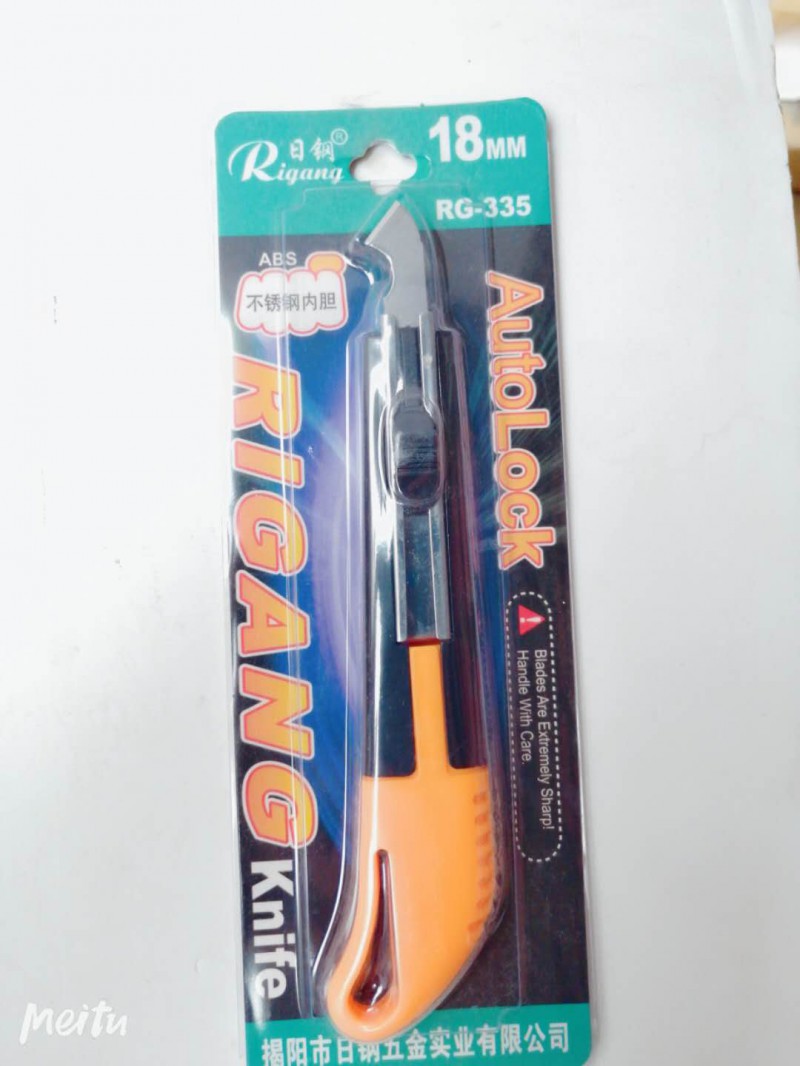 日钢®
Rigang
18MM
RG-335
ABS
不锈钢内胆
AutoLock
RIGANG Knife
Blades Are Extremely Sharp!
Handle With Care.
揭阳市日钢五金实业有限公司
Meitu